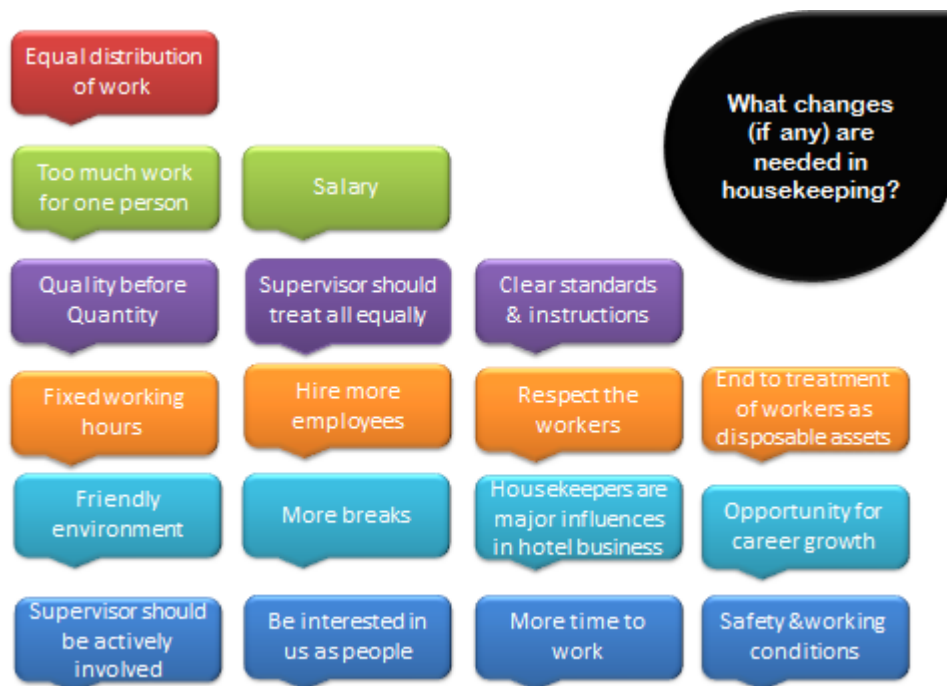 Equal distribution
of work
What changes
(if any) are
needed in
housekeeping?
Too much work
for one person
Salary
Quality before
Quantity
Supervisor should
treat all equally
Clear standards
& instructions
Fixed working
hours
Hire more
employees
Respect the
workers
End to treatment
of workers as
disposable assets
Friendly
environment
More breaks
Housekeepers are
major influences
in hotel business
Opportunity for
career growth
Supervisor should
be actively
involved
Be interested in
us as people
More time to
work
Safety &working
conditions